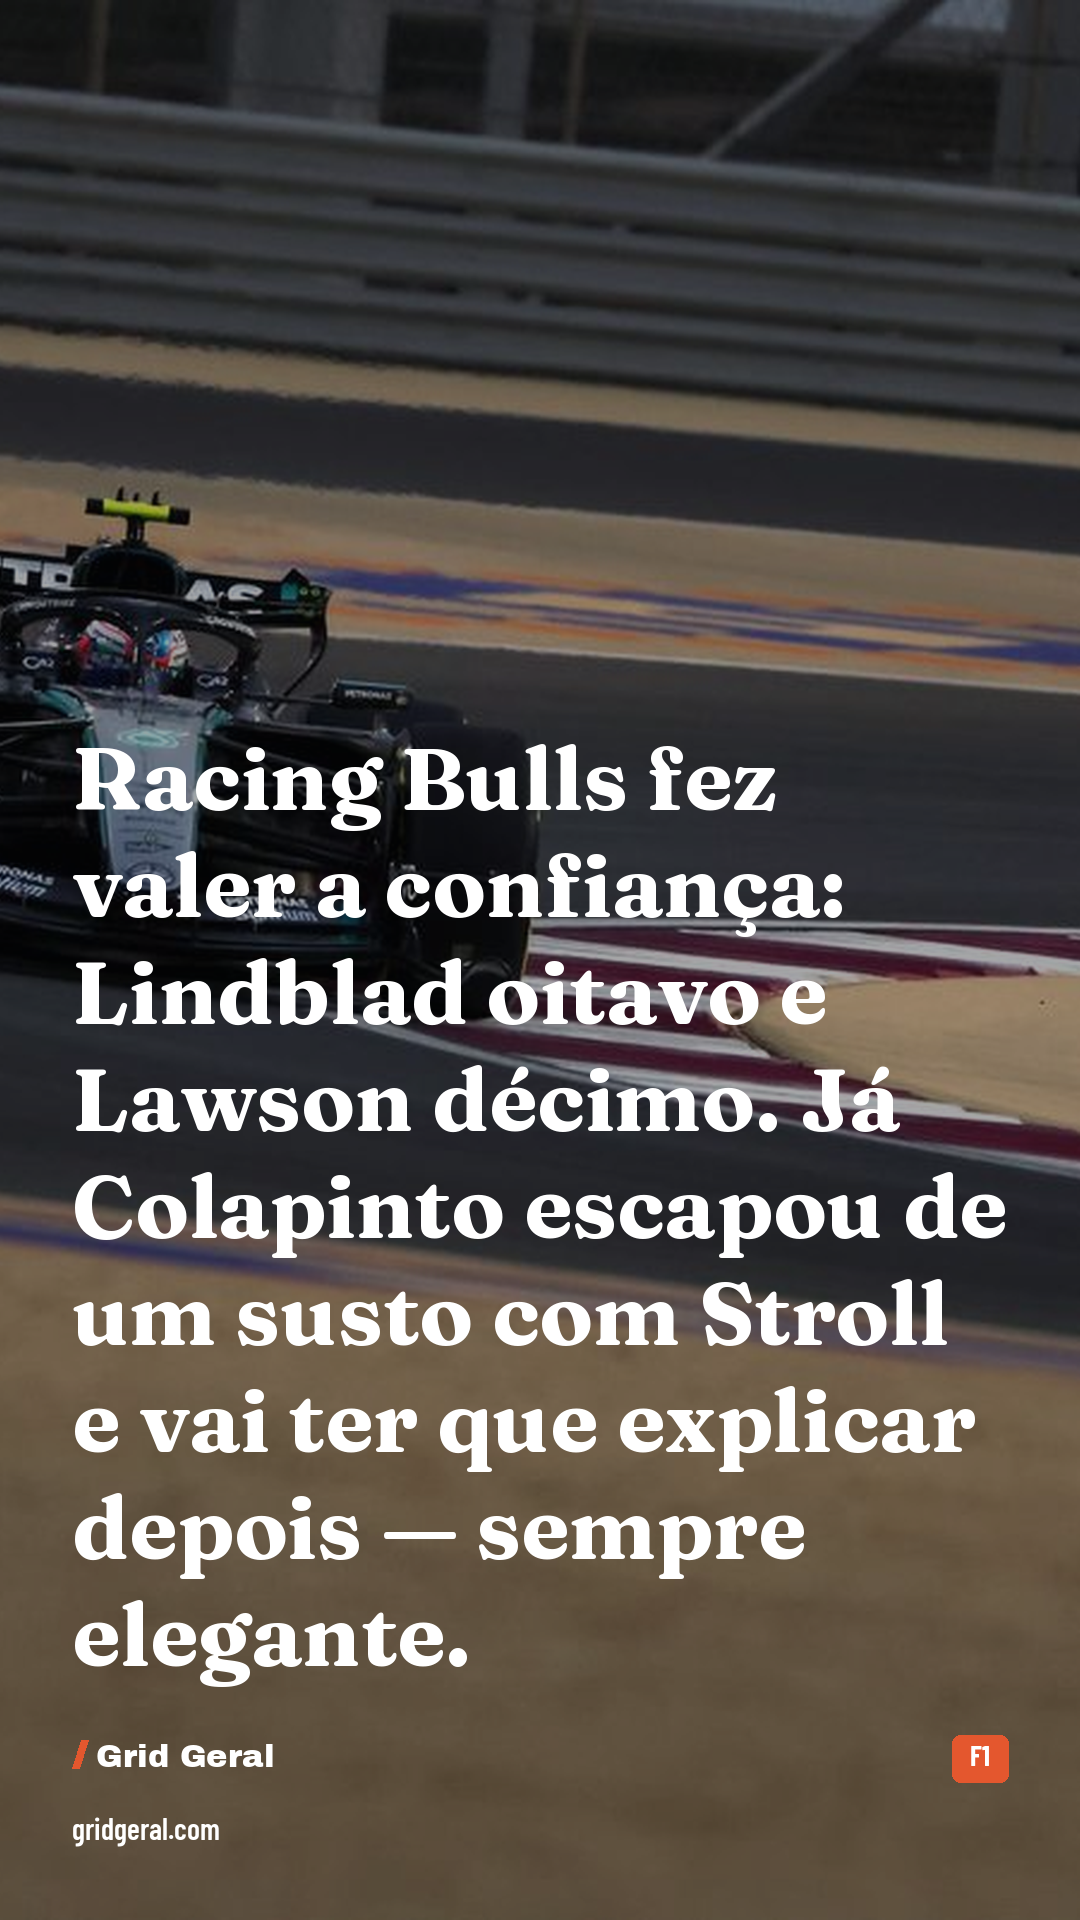 PETRONAS
Racing Bulls fez
valer a confiança:
Lindblad oitavo e
Lawson décimo. Já
Colapinto escapou de
um susto com Stroll
e vai ter que explicar
depois — sempre
elegante.
/ Grid Geral
F1
gridgeral.com